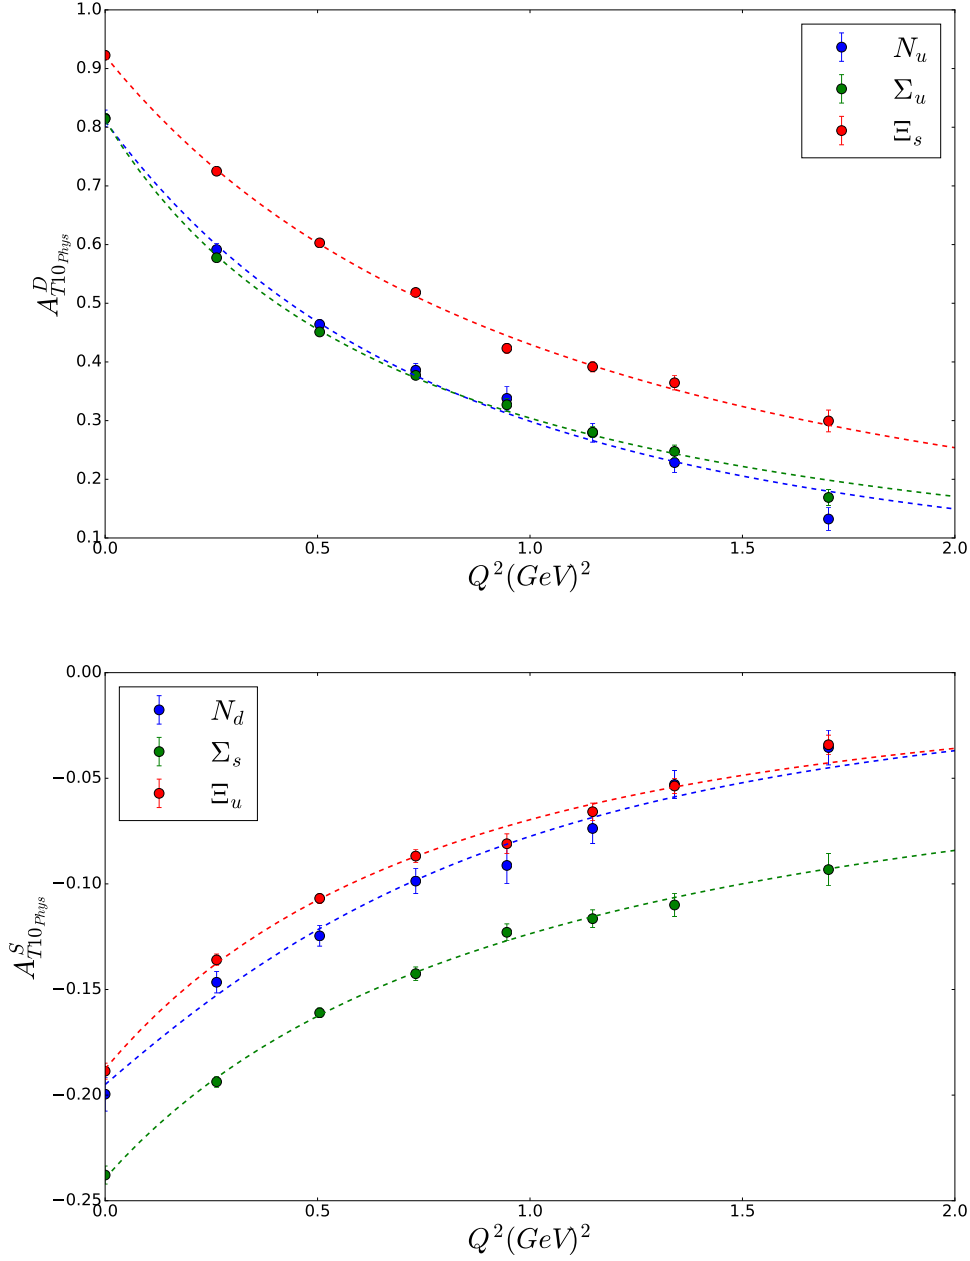 1.0
0.9
0.8
0.7
0.6
0.5
0.4
0.3
0.2
0.1
A^D_{T10_{Phys}}
N_u
Σ_u
Ξ_s
0.0 0.5 1.0 1.5 2.0
Q^2(GeV)^2
0.00
−0.05
−0.10
−0.15
−0.20
−0.25
A^S_{T10_{Phys}}
N_d
Σ_s
Ξ_u
0.0 0.5 1.0 1.5 2.0
Q^2(GeV)^2